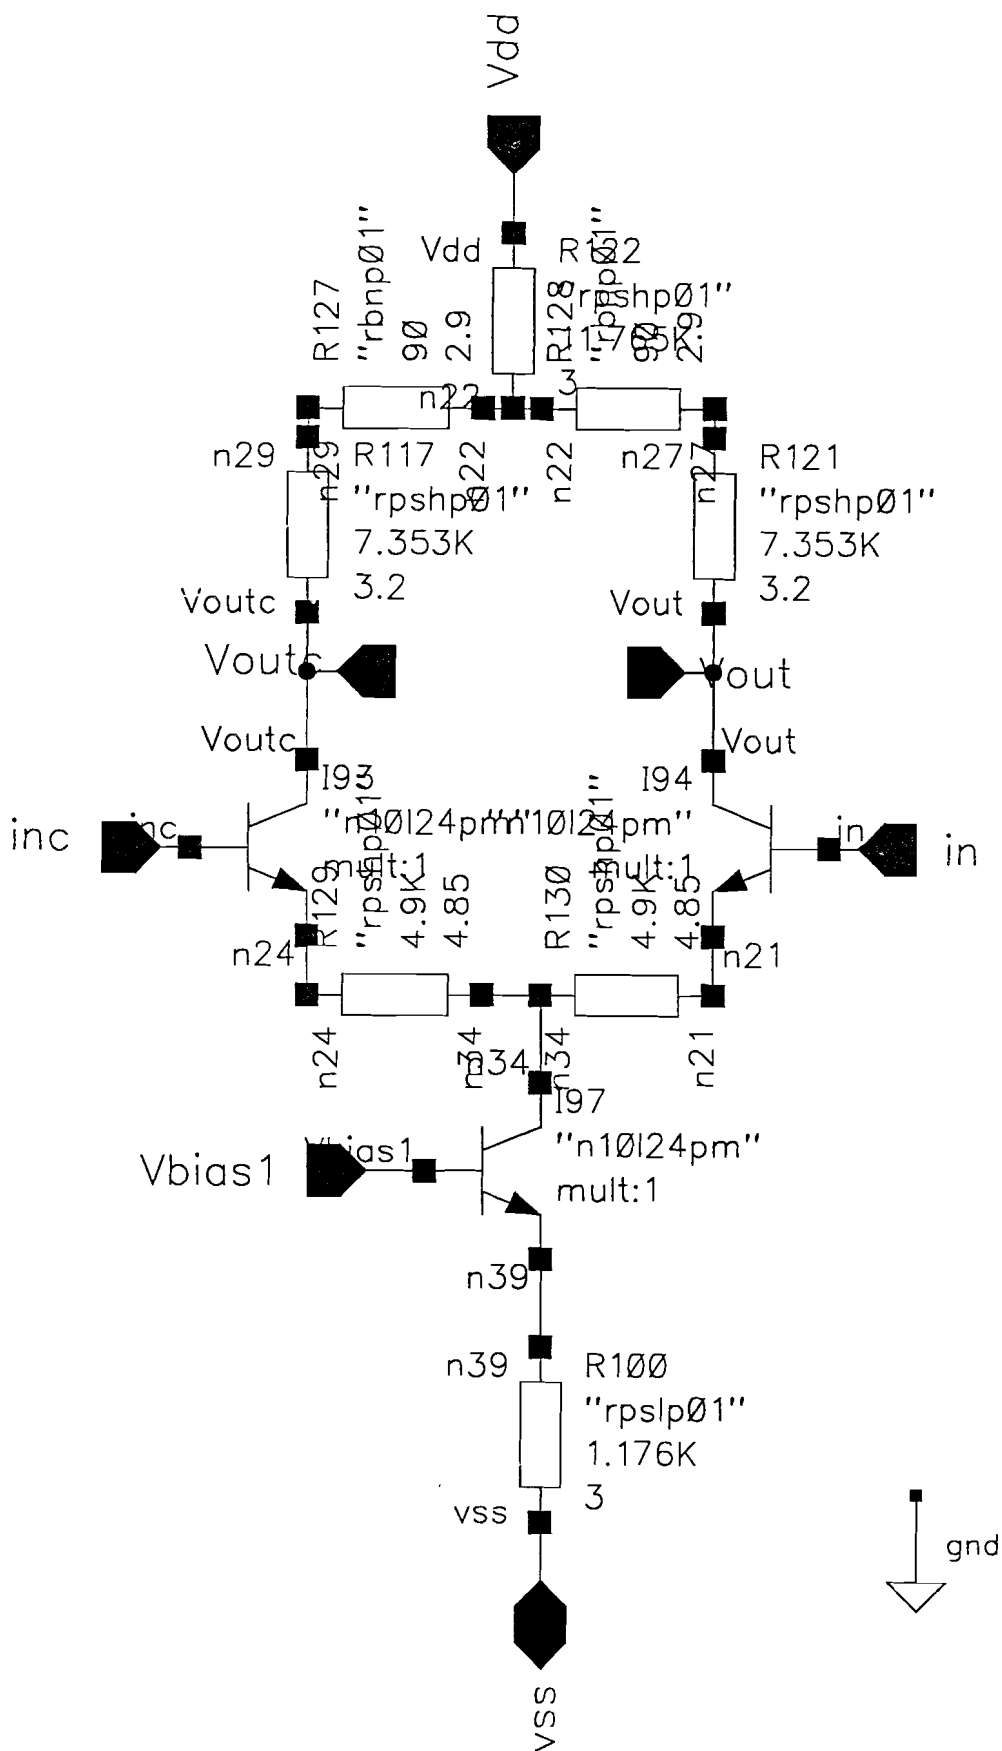 Vdd
Vdd
R127
"rbnp01"
90
2.9
R122
"rpshp01"
11.765K
3
R128
"rbnp01"
90
2.9
n22
n29
n29
n22
n22
n27
n27
R117
"rpshp01"
7.353K
3.2
R121
"rpshp01"
7.353K
3.2
Voutc
Vout
Voutc
Vout
Voutc
Vout
I93
"n10l24pm"
mult:1
I94
"n10l24pm"
mult:1
inc
inc
in
in
R129
"rpshp01"
4.9K
4.85
R130
"rpshp01"
4.9K
4.85
n24
n21
n24
n34
n34
n34
n21
I97
"n10l24pm"
mult:1
Vbias1
Vbias1
n39
n39
R100
"rpslp01"
1.176K
3
vss
gnd
vss